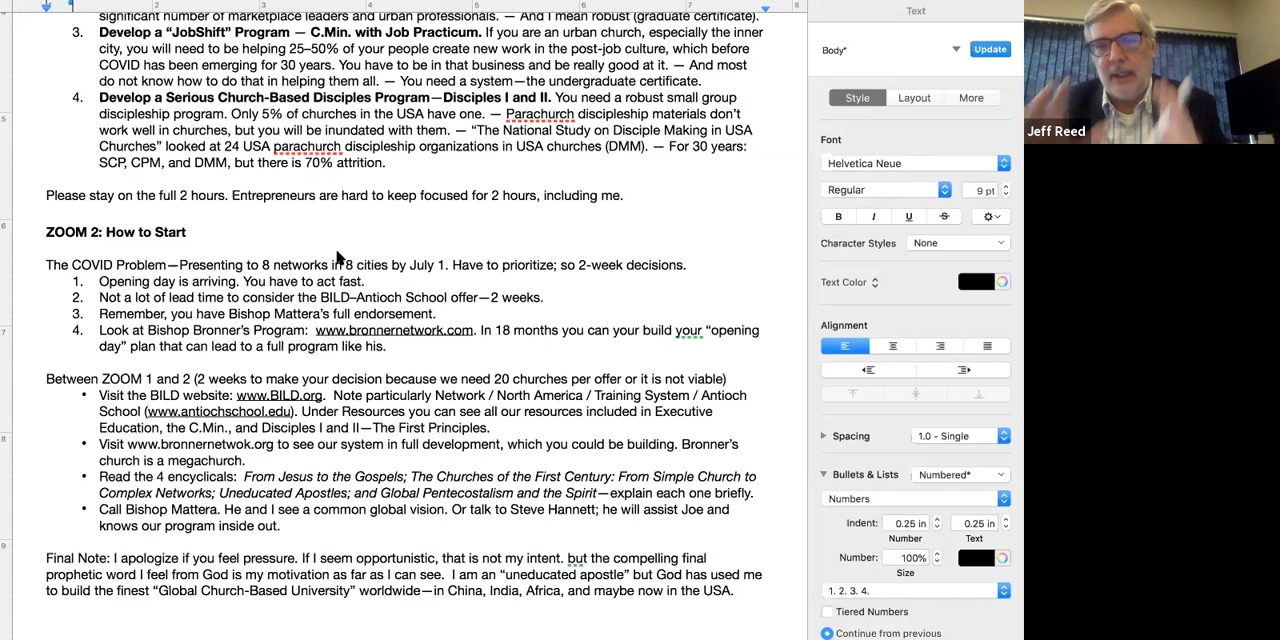 significant number of marketplace leaders and urban professionals. — And I mean robust (graduate certificate).
3. Develop a “JobShift” Program — C.Min. with Job Practicum. If you are an urban church, especially the inner
city, you will need to be helping 25–50% of your people create new work in the post-job culture, which before
COVID has been emerging for 30 years. You have to be in that business and be really good at it. — And most
do not know how to do that in helping them all. — You need a system—the undergraduate certificate.
4. Develop a Serious Church-Based Disciples Program—Disciples I and II. You need a robust small group
discipleship program. Only 5% of churches in the USA have one. — Parachurch discipleship materials don’t
work well in churches, but you will be inundated with them. — “The National Study on Disciple Making in USA
Churches” looked at 24 USA parachurch discipleship organizations in USA churches (DMM). — For 30 years:
SCP, CPM, and DMM, but there is 70% attrition.
Please stay on the full 2 hours. Entrepreneurs are hard to keep focused for 2 hours, including me.
ZOOM 2: How to Start
The COVID Problem—Presenting to 8 networks in 8 cities by July 1. Have to prioritize; so 2-week decisions.
1. Opening day is arriving. You have to act fast.
2. Not a lot of lead time to consider the BILD–Antioch School offer—2 weeks.
3. Remember, you have Bishop Mattera’s full endorsement.
4. Look at Bishop Bronner’s Program: www.bronnernetwork.com. In 18 months you can your build your “opening
day” plan that can lead to a full program like his.
Between ZOOM 1 and 2 (2 weeks to make your decision because we need 20 churches per offer or it is not viable)
• Visit the BILD website: www.BILD.org. Note particularly Network / North America / Training System / Antioch
School (www.antiochschool.edu). Under Resources you can see all our resources included in Executive
Education, the C.Min., and Disciples I and II—The First Principles.
• Visit www.bronnernetwok.org to see our system in full development, which you could be building. Bronner’s
church is a megachurch.
• Read the 4 encyclicals: From Jesus to the Gospels; The Churches of the First Century: From Simple Church to
Complex Networks; Uneducated Apostles; and Global Pentecostalism and the Spirit—explain each one briefly.
• Call Bishop Mattera. He and I see a common global vision. Or talk to Steve Hannett; he will assist Joe and
knows our program inside out.
Final Note: I apologize if you feel pressure. If I seem opportunistic, that is not my intent. but the compelling final
prophetic word I feel from God is my motivation as far as I can see. I am an “uneducated apostle” but God has used me
to build the finest “Global Church-Based University” worldwide—in China, India, Africa, and maybe now in the USA.
2 3 4 5 6 7 8
5
6
7
8
9
Text
Body*
Update
Style Layout More
Font
Helvetica Neue
Regular 9 pt
B I U S
Character Styles None
Text Color
Alignment
Spacing 1.0 - Single
Bullets & Lists Numbered*
Numbers
Indent: 0.25 in 0.25 in
Number Text
Number: 100%
Size
1. 2. 3. 4.
Tiered Numbers
Continue from previous
Jeff Reed